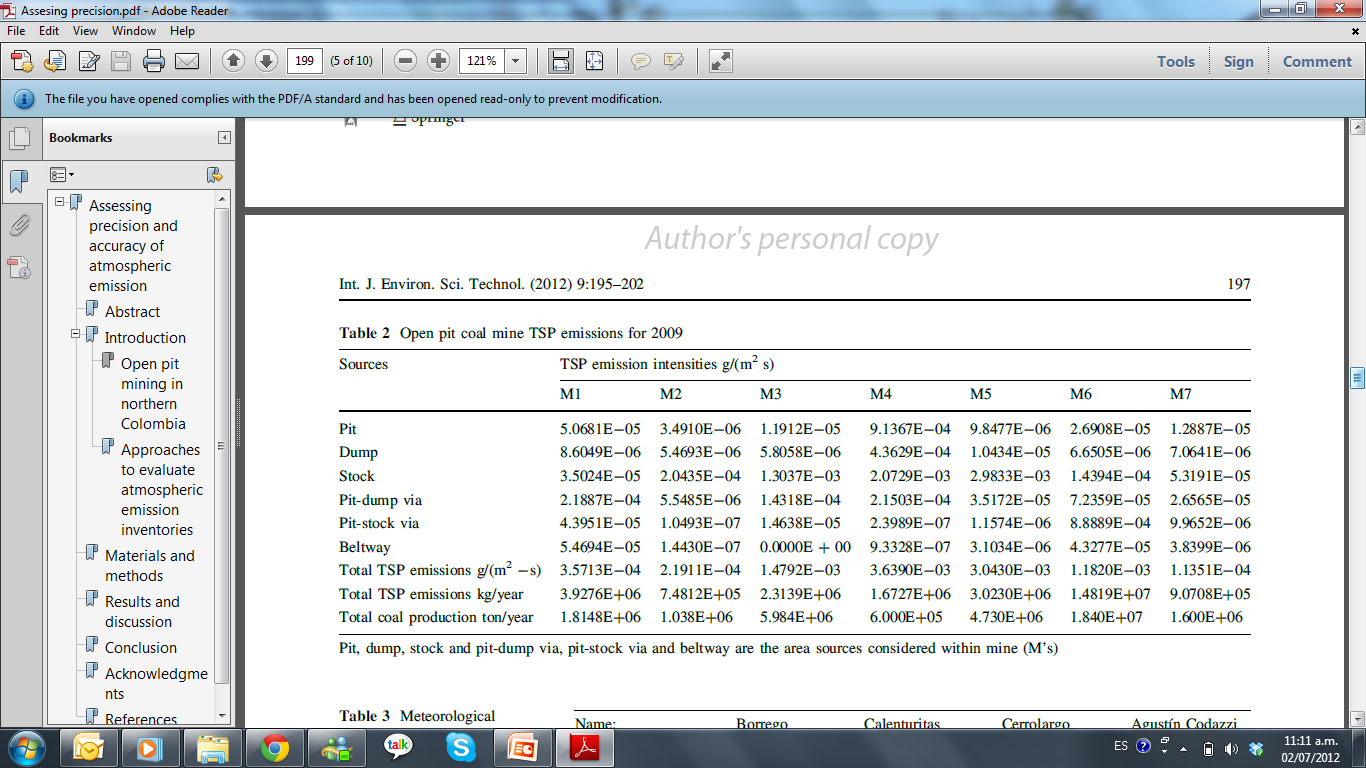 Assesing precision.pdf - Adobe Reader
File Edit View Window Help
199 (5 of 10) 121% Tools Sign Comment
The file you have opened complies with the PDF/A standard and has been opened read-only to prevent modification.
Bookmarks
Assessing
precision and
accuracy of
atmospheric
emission
Abstract
Introduction
Open pit
mining in
northern
Colombia
Approaches
to evaluate
atmospheric
emission
inventories
Materials and
methods
Results and
discussion
Conclusion
Acknowledgme
nts
References
Springer
Author's personal copy
Int. J. Environ. Sci. Technol. (2012) 9:195–202 197
Table 2 Open pit coal mine TSP emissions for 2009
Sources TSP emission intensities g/(m² s)
M1 M2 M3 M4 M5 M6 M7
Pit 5.0681E−05 3.4910E−06 1.1912E−05 9.1367E−04 9.8477E−06 2.6908E−05 1.2887E−05
Dump 8.6049E−06 5.4693E−06 5.8058E−06 4.3629E−04 1.0434E−05 6.6505E−06 7.0641E−06
Stock 3.5024E−05 2.0435E−04 1.3037E−03 2.0729E−03 2.9833E−03 1.4394E−04 5.3191E−05
Pit-dump via 2.1887E−04 5.5485E−06 1.4318E−04 2.1503E−04 3.5172E−05 7.2359E−05 2.6565E−05
Pit-stock via 4.3951E−05 1.0493E−07 1.4638E−05 2.3989E−07 1.1574E−06 8.8889E−04 9.9652E−06
Beltway 5.4694E−05 1.4430E−07 0.0000E + 00 9.3328E−07 3.1034E−06 4.3277E−05 3.8399E−06
Total TSP emissions g/(m² −s) 3.5713E−04 2.1911E−04 1.4792E−03 3.6390E−03 3.0430E−03 1.1820E−03 1.1351E−04
Total TSP emissions kg/year 3.9276E+06 7.4812E+05 2.3139E+06 1.6727E+06 3.0230E+06 1.4819E+07 9.0708E+05
Total coal production ton/year 1.8148E+06 1.038E+06 5.984E+06 6.000E+05 4.730E+06 1.840E+07 1.600E+06
Pit, dump, stock and pit-dump via, pit-stock via and beltway are the area sources considered within mine (M's)
Table 3 Meteorological Name: Borrego Calenturitas Cerrolargo Agustín Codazzi
talk
ES 11:11 a.m.
02/07/2012